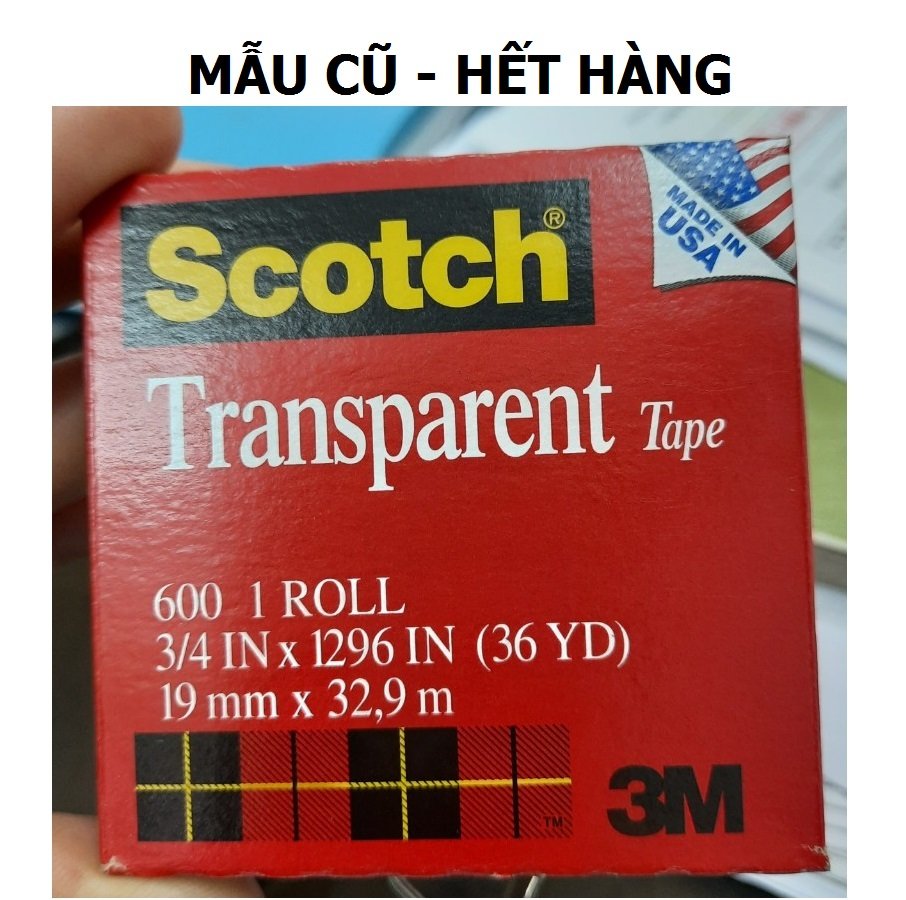 MẪU CŨ - HẾT HÀNG
MADE IN
USA
Scotch®
Transparent Tape
600 1 ROLL
3/4 IN x 1296 IN (36 YD)
19 mm x 32,9 m
TM
3M